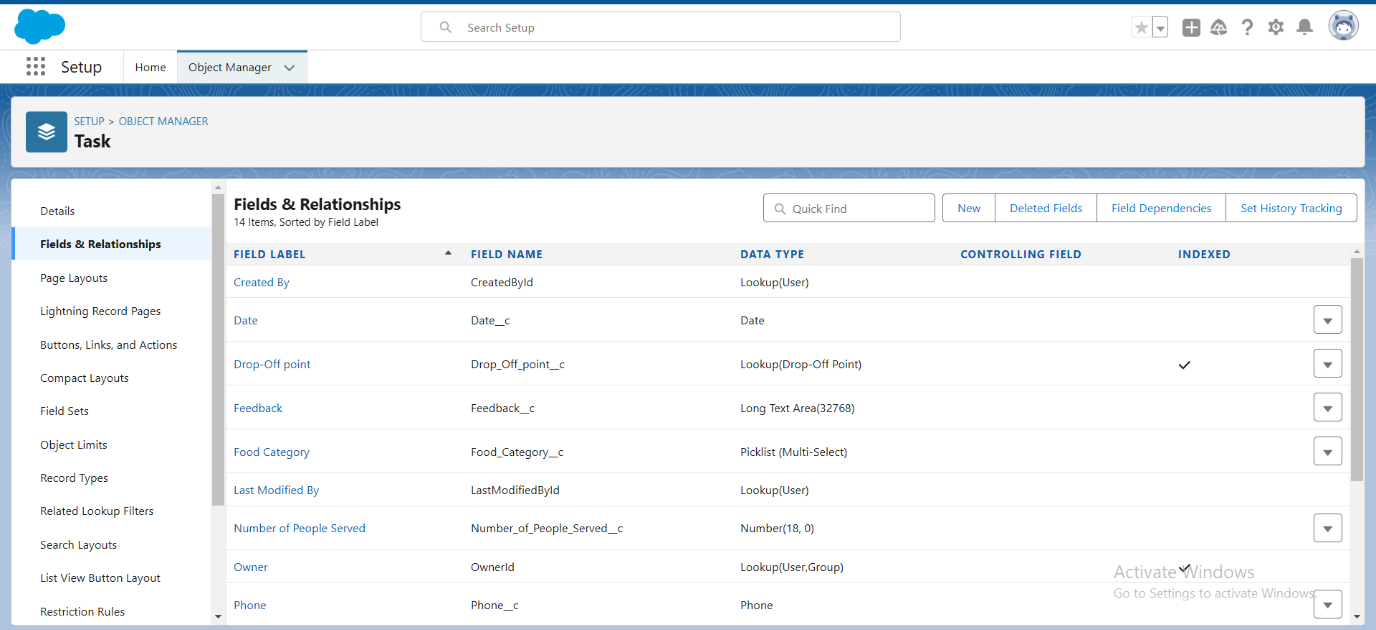 Search Setup
Setup
Home
Object Manager
SETUP > OBJECT MANAGER
Task
Details
Fields & Relationships
Page Layouts
Lightning Record Pages
Buttons, Links, and Actions
Compact Layouts
Field Sets
Object Limits
Record Types
Related Lookup Filters
Search Layouts
List View Button Layout
Restriction Rules
Fields & Relationships
14 Items, Sorted by Field Label
Quick Find
New
Deleted Fields
Field Dependencies
Set History Tracking
FIELD LABEL FIELD NAME DATA TYPE CONTROLLING FIELD INDEXED
Created By CreatedById Lookup(User)
Date Date__c Date
Drop-Off point Drop_Off_point__c Lookup(Drop-Off Point)
Feedback Feedback__c Long Text Area(32768)
Food Category Food_Category__c Picklist (Multi-Select)
Last Modified By LastModifiedById Lookup(User)
Number of People Served Number_of_People_Served__c Number(18, 0)
Owner OwnerId Lookup(User,Group)
Phone Phone__c Phone
Activate Windows
Go to Settings to activate Windows.